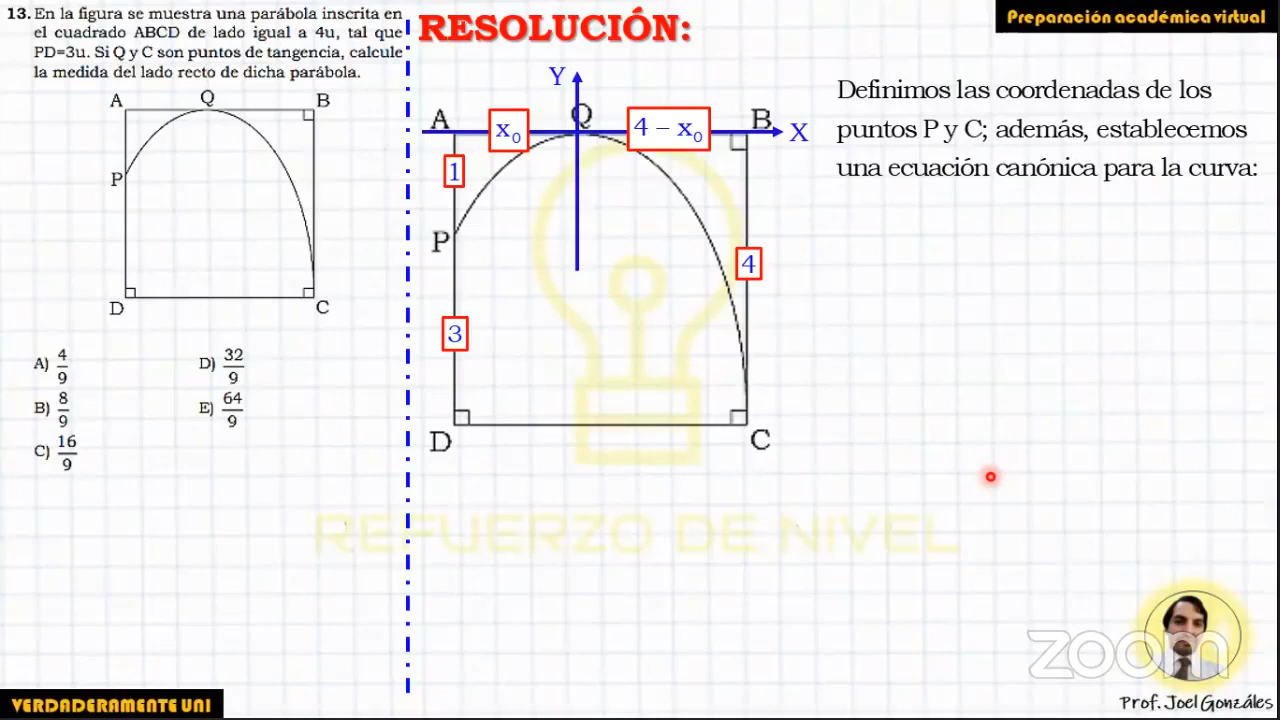 13. En la figura se muestra una parábola inscrita en
el cuadrado ABCD de lado igual a 4u, tal que
PD=3u. Si Q y C son puntos de tangencia, calcule
la medida del lado recto de dicha parábola.
A Q B
P
D C
A) 4/9
B) 8/9
C) 16/9
D) 32/9
E) 64/9
RESOLUCIÓN:
Y
A x₀ Q 4 – x₀ B X
1
P
4
3
D C
Preparación académica virtual
Definimos las coordenadas de los
puntos P y C; además, establecemos
una ecuación canónica para la curva:
REFUERZO DE NIVEL
zoom
Prof. Joel Gonzáles
VERDADERAMENTE UNI